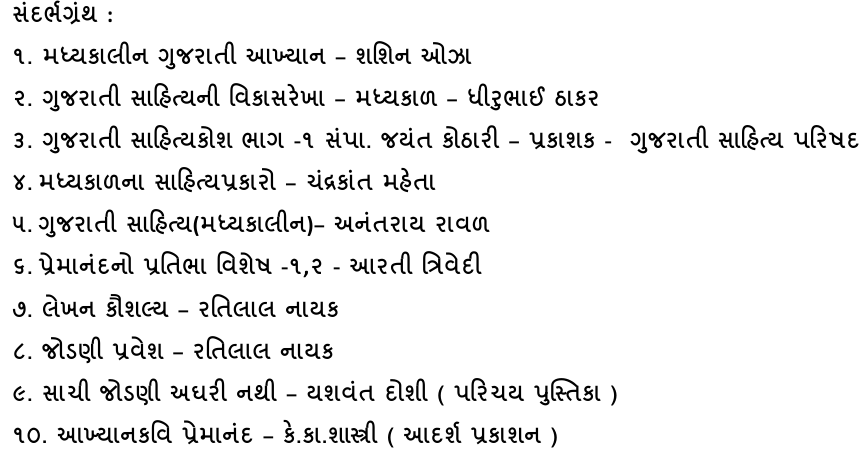 સંદર્ભગ્રંથ :
૧. મધ્યકાલીન ગુજરાતી આખ્યાન – શશિન ઓઝા
૨. ગુજરાતી સાહિત્યની વિકાસરેખા – મધ્યકાળ – ધીરુભાઈ ઠાકર
૩. ગુજરાતી સાહિત્યકોશ ભાગ -૧ સંપા. જયંત કોઠારી – પ્રકાશક - ગુજરાતી સાહિત્ય પરિષદ
૪. મધ્યકાળના સાહિત્યપ્રકારો – ચંદ્રકાંત મહેતા
૫. ગુજરાતી સાહિત્ય(મધ્યકાલીન)– અનંતરાય રાવળ
૬. પ્રેમાનંદનો પ્રતિભા વિશેષ -૧,૨ - આરતી ત્રિવેદી
૭. લેખન કૌશલ્ય – રતિલાલ નાયક
૮. જોડણી પ્રવેશ – રતિલાલ નાયક
૯. સાચી જોડણી અઘરી નથી – યશવંત દોશી ( પરિચય પુસ્તિકા )
૧૦. આખ્યાનકવિ પ્રેમાનંદ – કે.કા.શાસ્ત્રી ( આદર્શ પ્રકાશન )